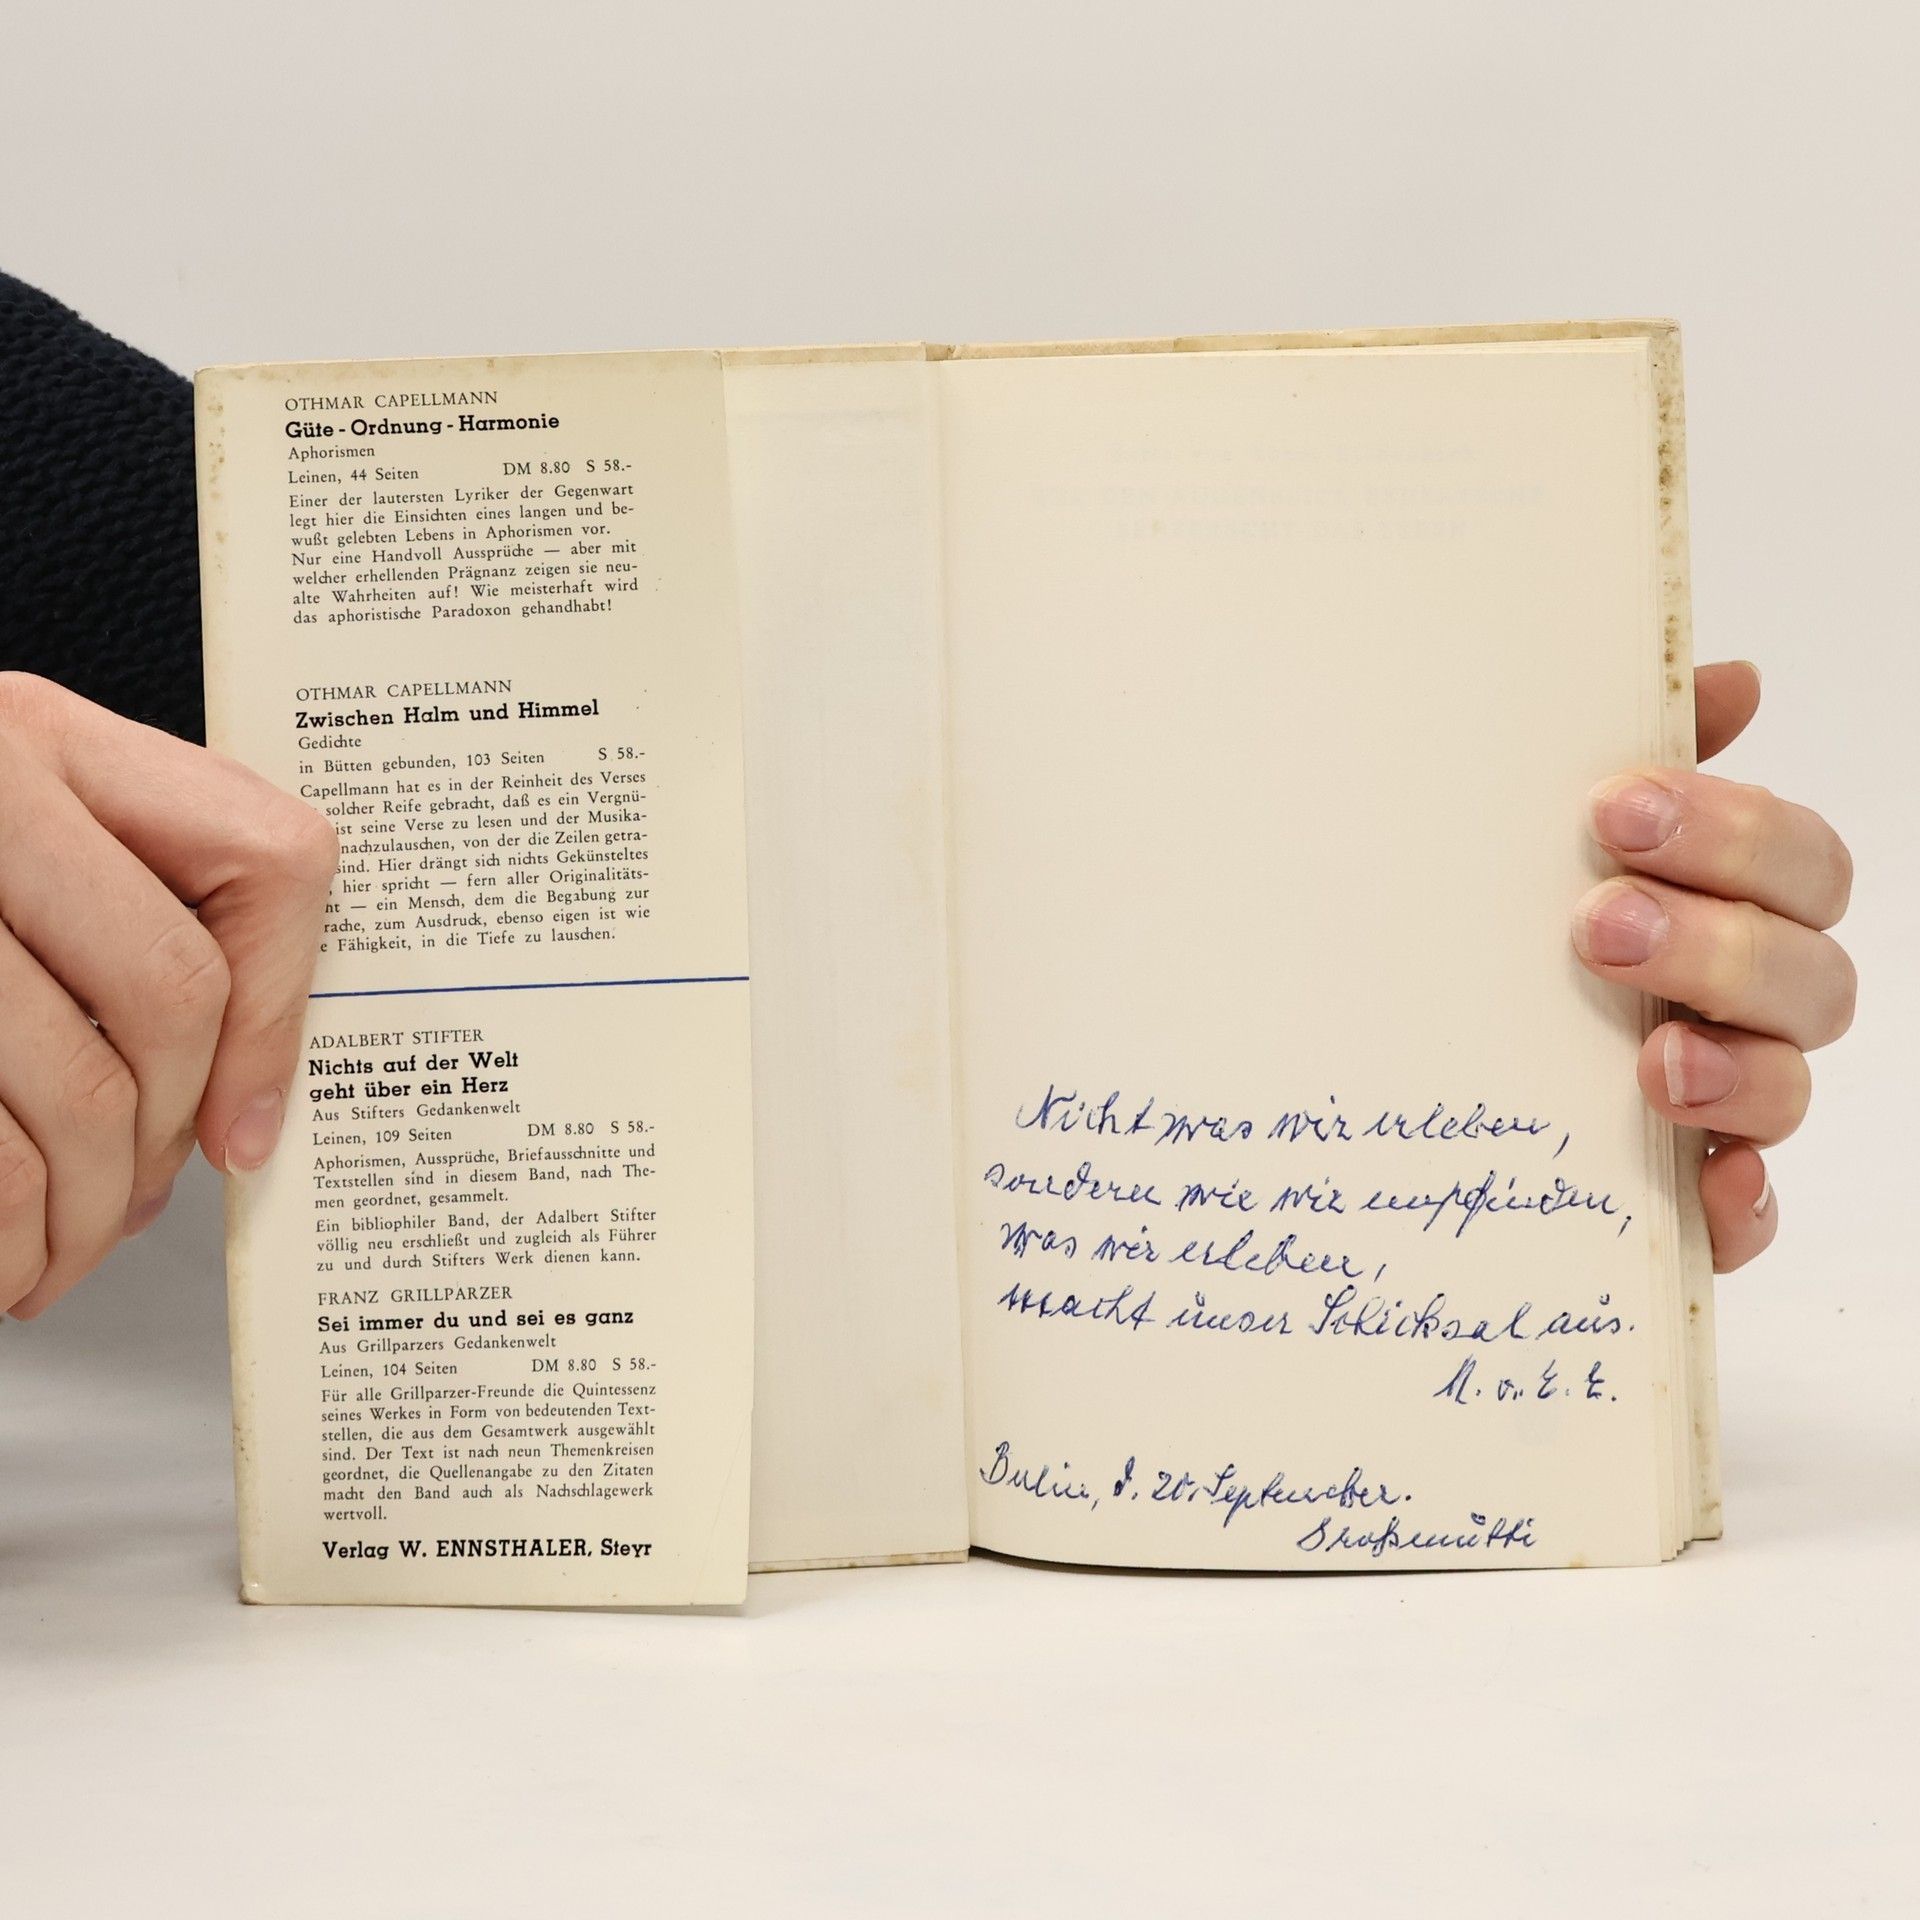 OTHMAR CAPELLMANN
Güte - Ordnung - Harmonie
Aphorismen
Leinen, 44 Seiten DM 8.80 S 58.-
Einer der lautersten Lyriker der Gegenwart
legt hier die Einsichten eines langen und be-
wußt gelebten Lebens in Aphorismen vor.
Nur eine Handvoll Aussprüche — aber mit
welcher erhellenden Prägnanz zeigen sie neu-
alte Wahrheiten auf! Wie meisterhaft wird
das aphoristische Paradoxon gehandhabt!
OTHMAR CAPELLMANN
Zwischen Halm und Himmel
Gedichte
in Bütten gebunden, 103 Seiten S 58.-
Capellmann hat es in der Reinheit des Verses
solcher Reife gebracht, daß es ein Vergnü-
ist seine Verse zu lesen und der Musika-
nachzulauschen, von der die Zeilen getra-
sind. Hier drängt sich nichts Gekünsteltes
, hier spricht — fern aller Originalitäts-
ht — ein Mensch, dem die Begabung zur
rache, zum Ausdruck, ebenso eigen ist wie
e Fähigkeit, in die Tiefe zu lauschen.
ADALBERT STIFTER
Nichts auf der Welt
geht über ein Herz
Aus Stifters Gedankenwelt
Leinen, 109 Seiten DM 8.80 S 58.-
Aphorismen, Aussprüche, Briefausschnitte und
Textstellen sind in diesem Band, nach The-
men geordnet, gesammelt.
Ein bibliophiler Band, der Adalbert Stifter
völlig neu erschließt und zugleich als Führer
zu und durch Stifters Werk dienen kann.
FRANZ GRILLPARZER
Sei immer du und sei es ganz
Aus Grillparzers Gedankenwelt
Leinen, 104 Seiten DM 8.80 S 58.-
Für alle Grillparzer-Freunde die Quintessenz
seines Werkes in Form von bedeutenden Text-
stellen, die aus dem Gesamtwerk ausgewählt
sind. Der Text ist nach neun Themenkreisen
geordnet, die Quellenangabe zu den Zitaten
macht den Band auch als Nachschlagewerk
wertvoll.
Verlag W. ENNSTHALER, Steyr
Nicht was wir erleben,
sondern wie wir empfinden,
was wir erleben,
macht unser Schicksal aus.
M. v. E. E.
Berlin, d. 20. September.
Großmutti